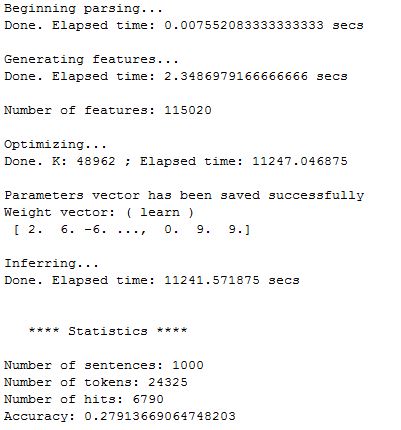 Beginning parsing...
Done. Elapsed time: 0.007552083333333333 secs
Generating features...
Done. Elapsed time: 2.3486979166666666 secs
Number of features: 115020
Optimizing...
Done. K: 48962 ; Elapsed time: 11247.046875
Parameters vector has been saved successfully
Weight vector: ( learn )
[ 2. 6. -6. ..., 0. 9. 9.]
Inferring...
Done. Elapsed time: 11241.571875 secs
**** Statistics ****
Number of sentences: 1000
Number of tokens: 24325
Number of hits: 6790
Accuracy: 0.27913669064748203